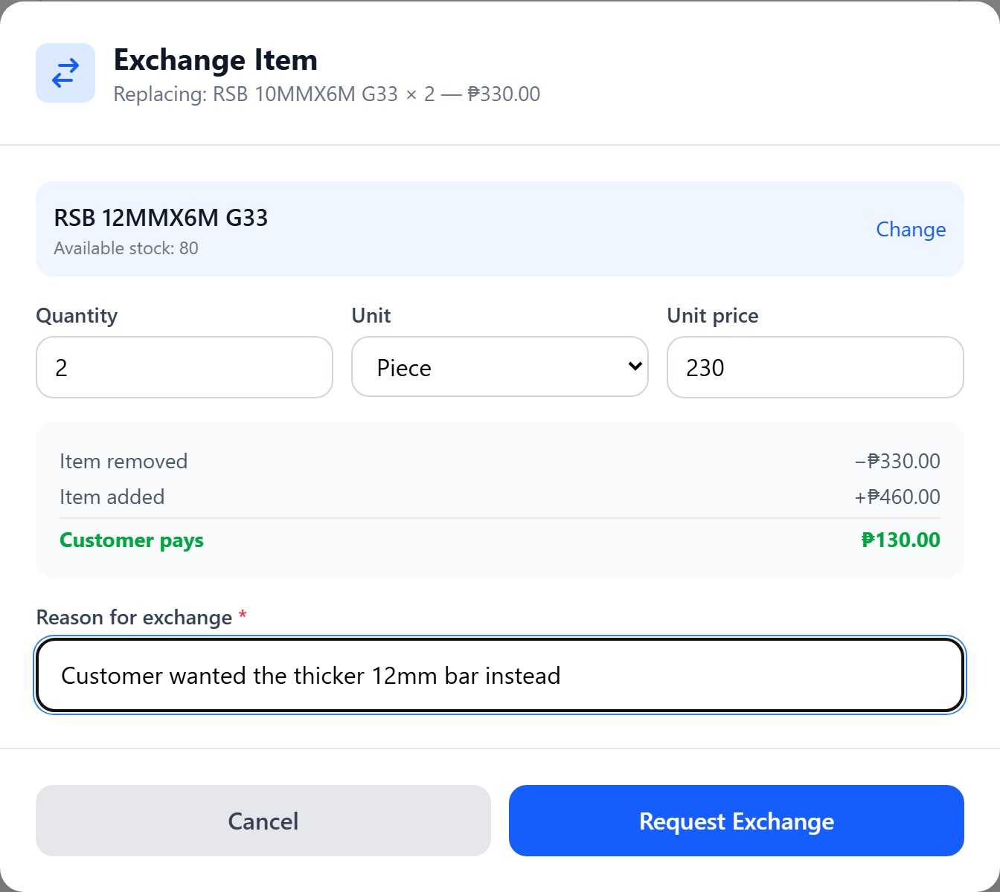 Exchange Item
Replacing: RSB 10MMX6M G33 × 2 — ₱330.00
RSB 12MMX6M G33
Available stock: 80
Change
Quantity
Unit
Unit price
2
Piece
230
Item removed
−₱330.00
Item added
+₱460.00
Customer pays
₱130.00
Reason for exchange *
Customer wanted the thicker 12mm bar instead
Cancel
Request Exchange